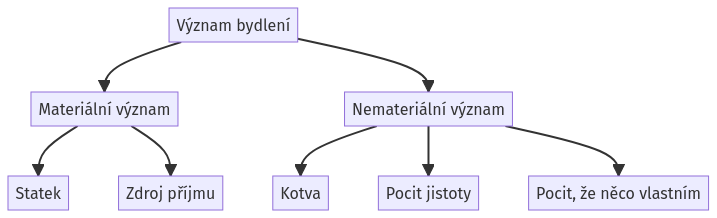 Význam bydlení
Materiální význam
Nemateriální význam
Statek
Zdroj příjmu
Kotva
Pocit jistoty
Pocit, že něco vlastním